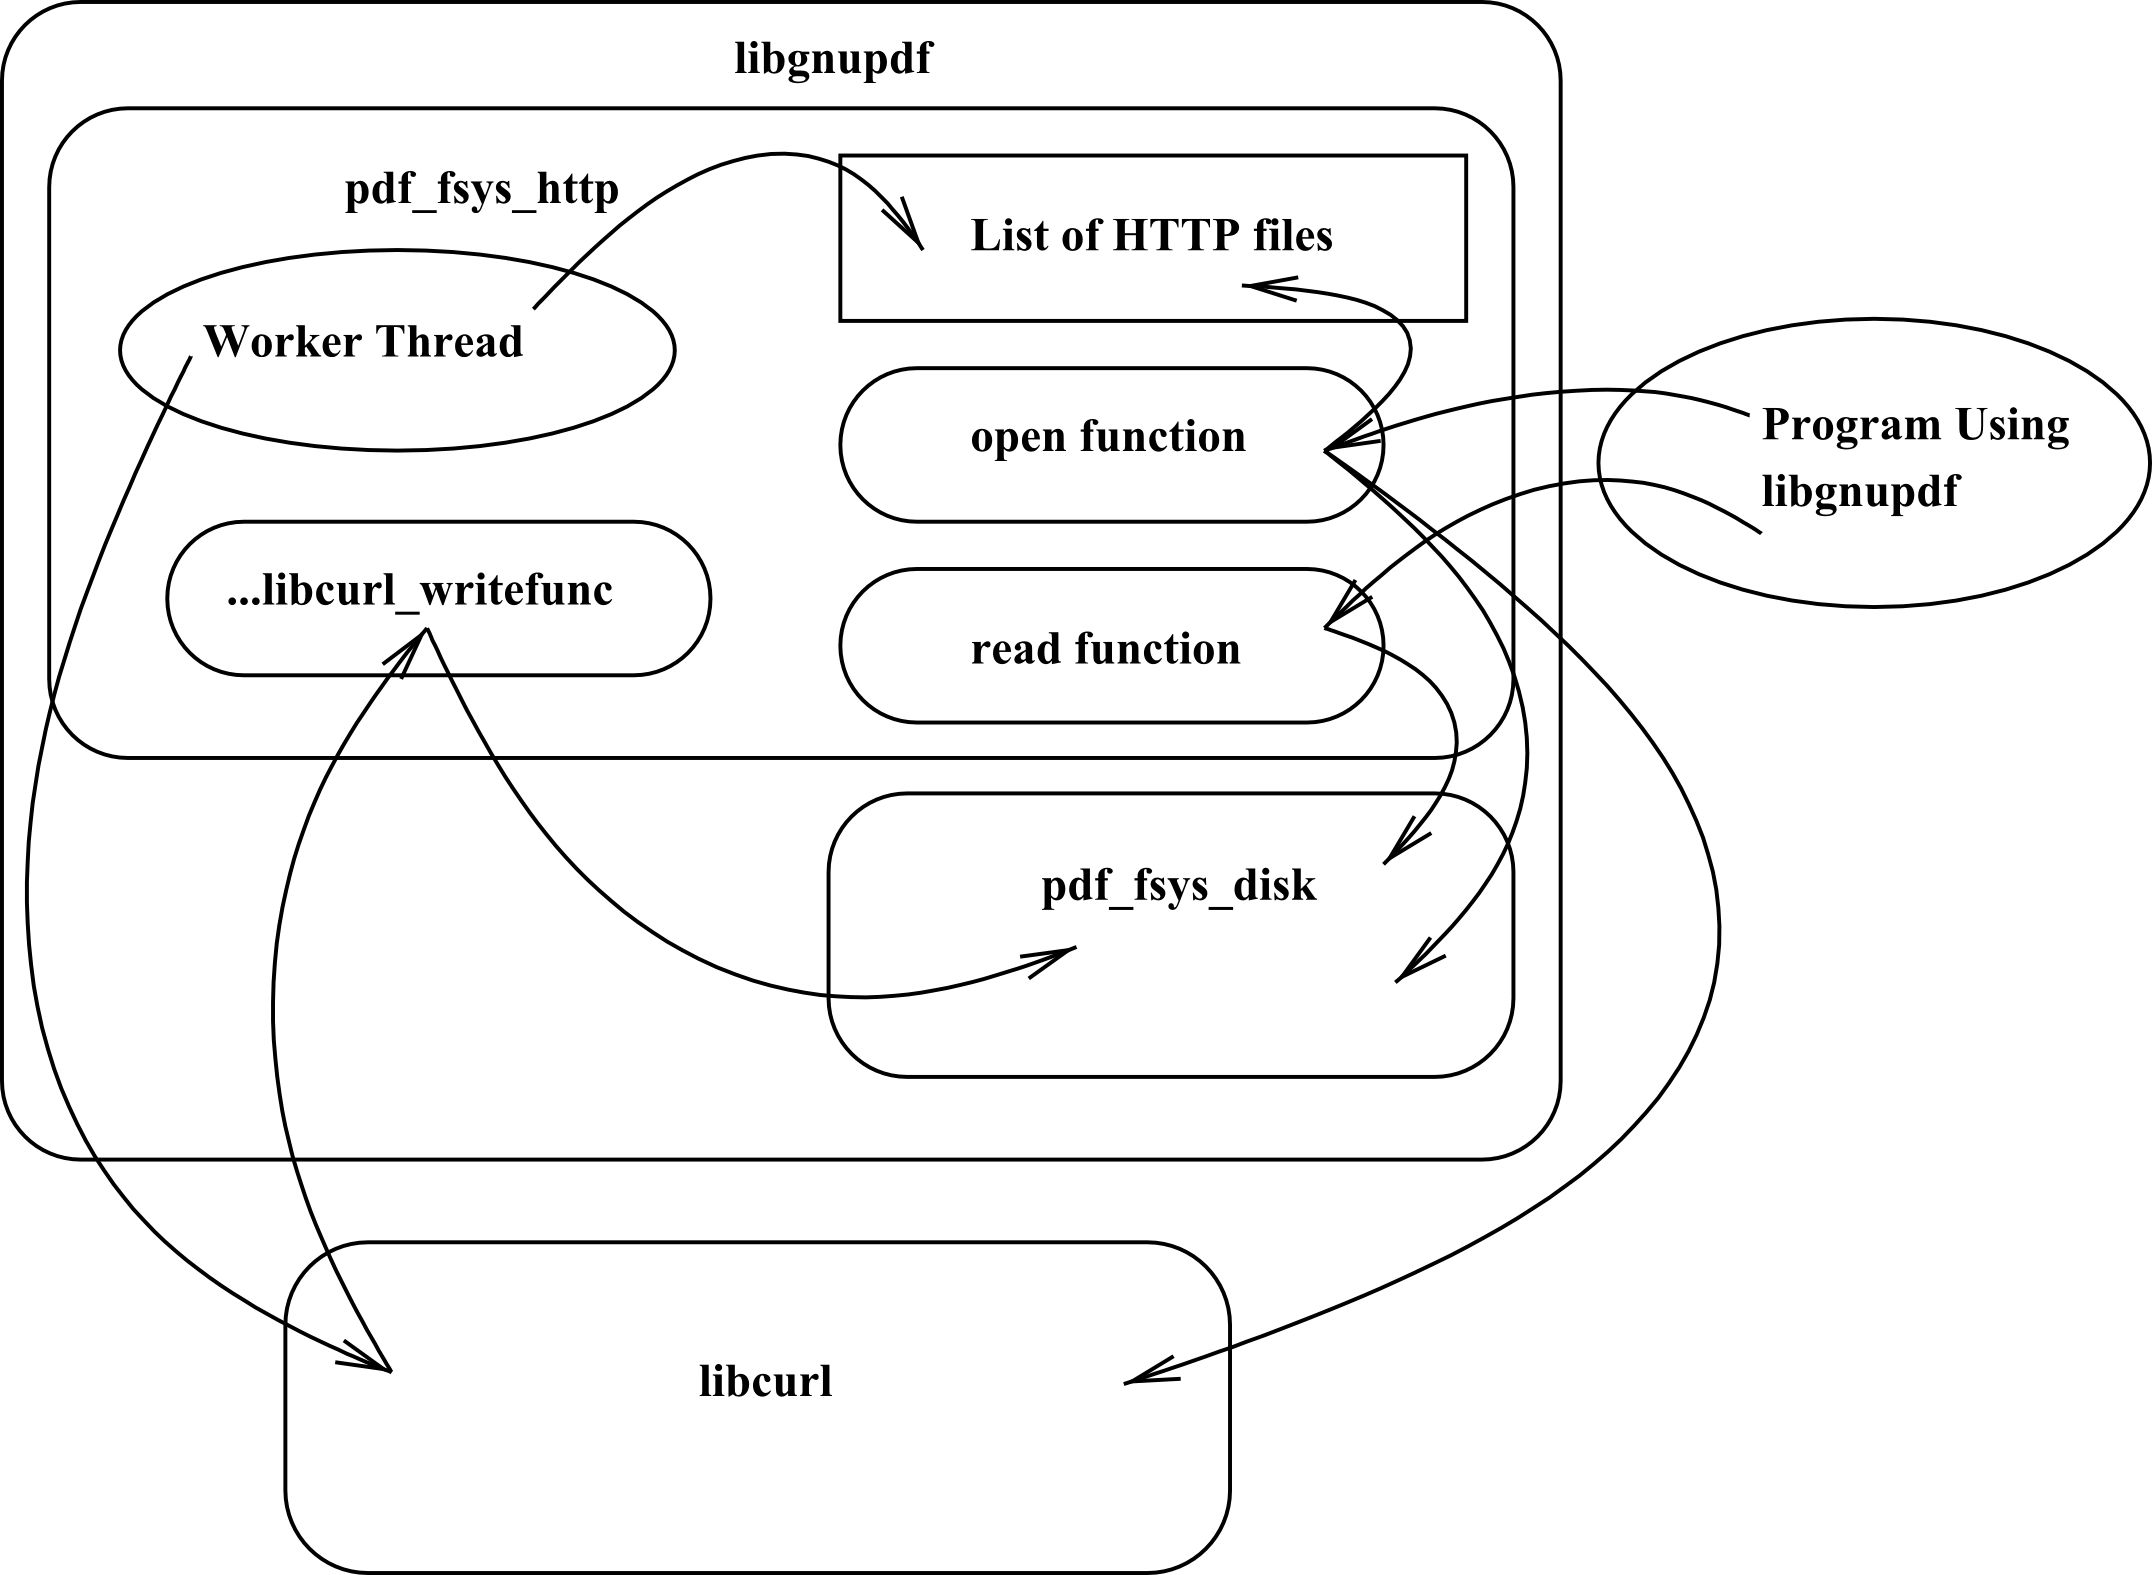 libgnupdf
pdf_fsys_http
List of HTTP files
Worker Thread
open function
Program Using
libgnupdf
...libcurl_writefunc
read function
pdf_fsys_disk
libcurl